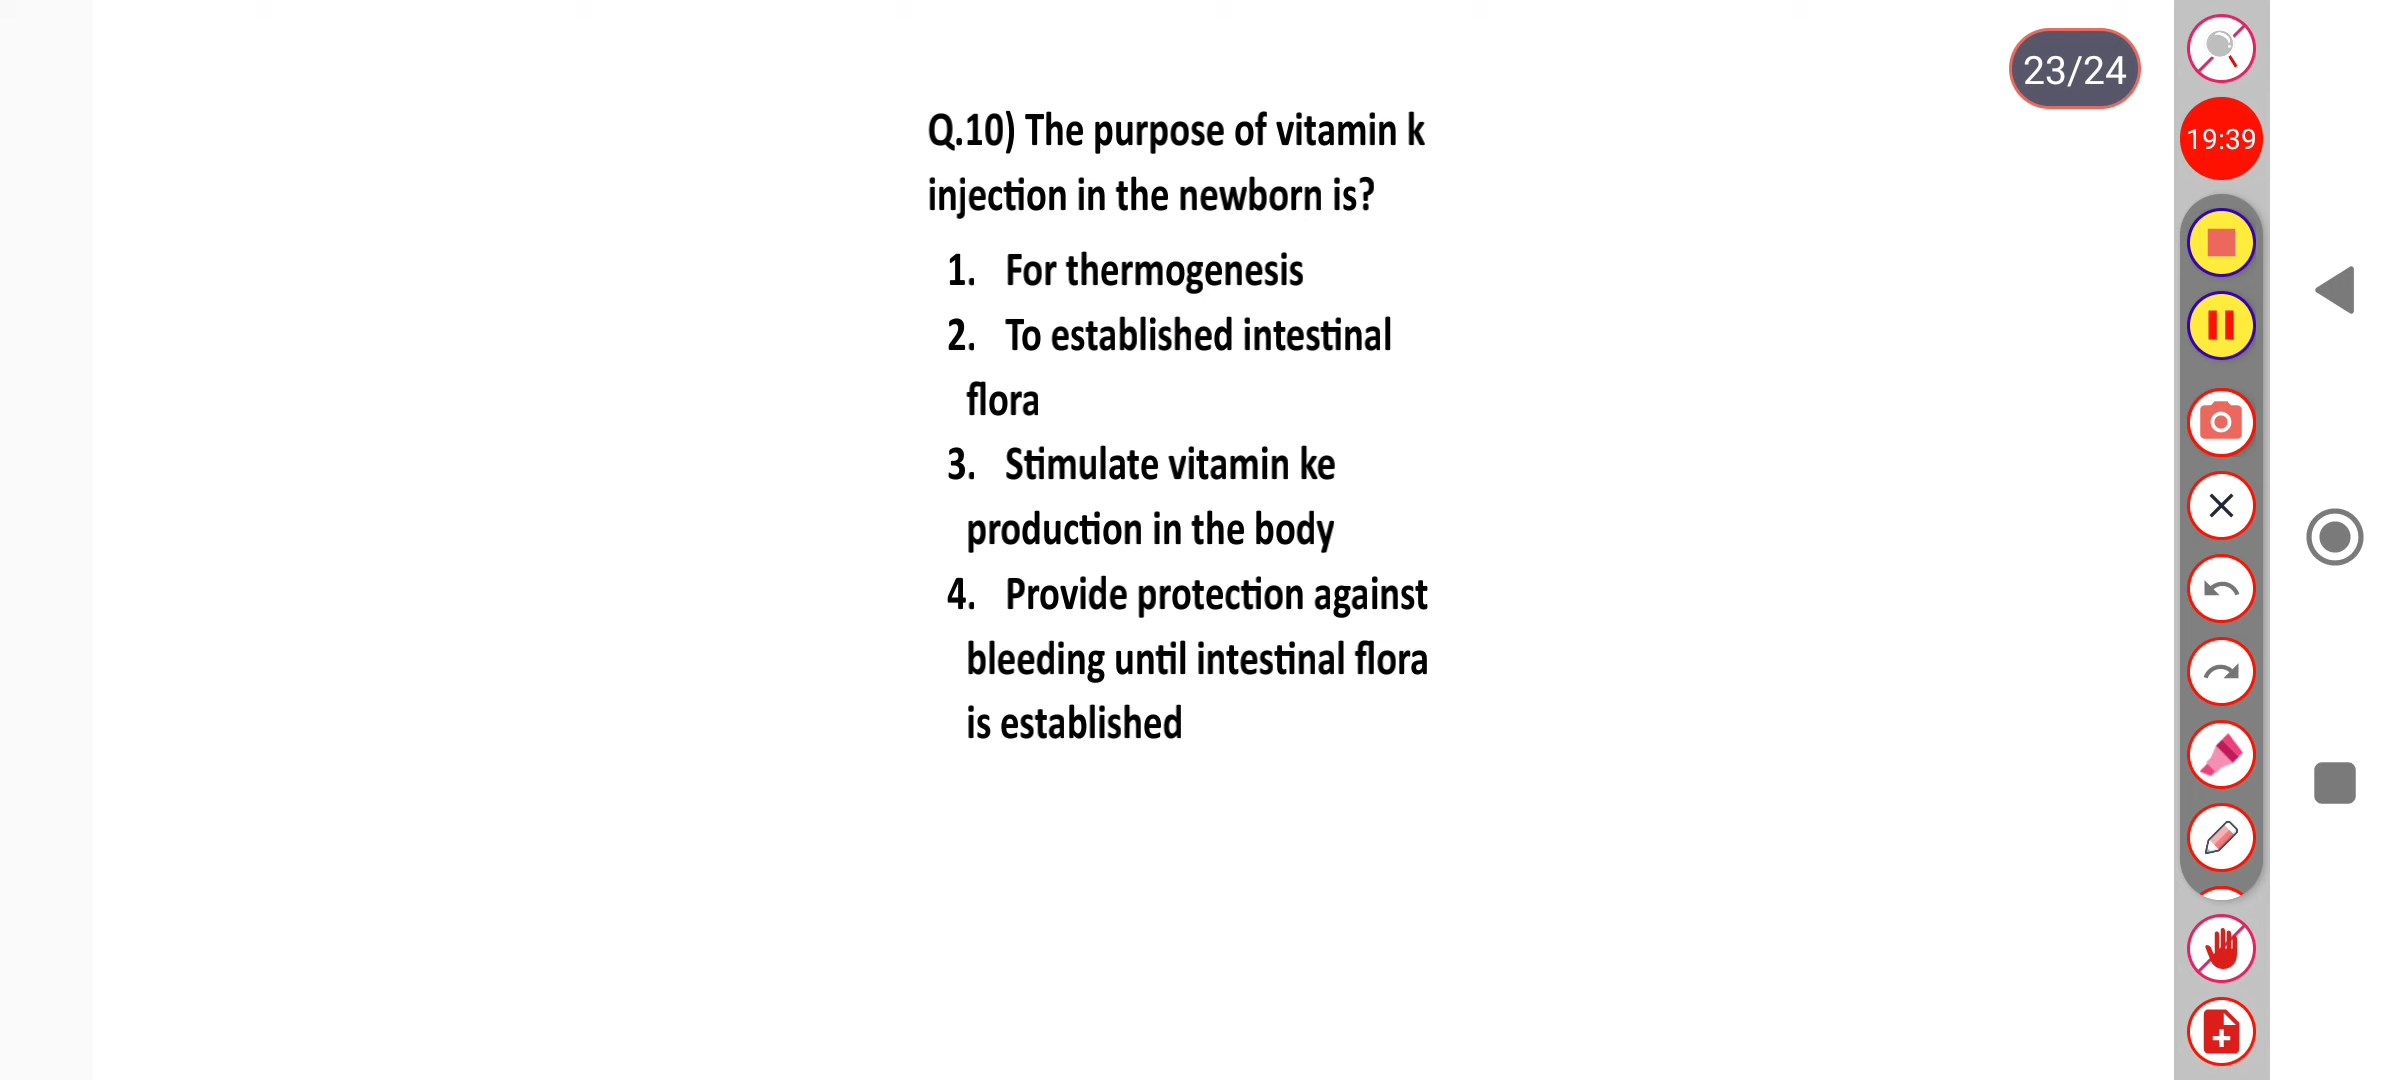 23/24
19:39
Q.10) The purpose of vitamin k
injection in the newborn is?
1. For thermogenesis
2. To established intestinal
flora
3. Stimulate vitamin ke
production in the body
4. Provide protection against
bleeding until intestinal flora
is established